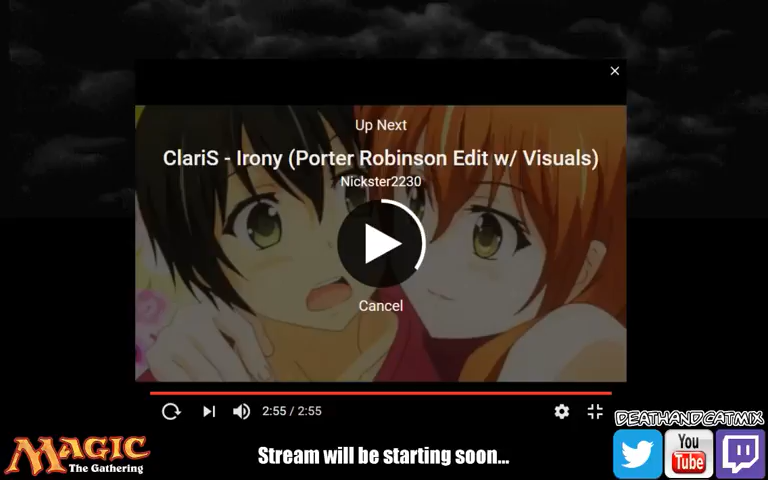 Up Next
ClariS - Irony (Porter Robinson Edit w/ Visuals)
Nickster2230
Cancel
2:55 / 2:55
DEATHANDCATMIX
MAGIC
The Gathering
Stream will be starting soon...
You
Tube